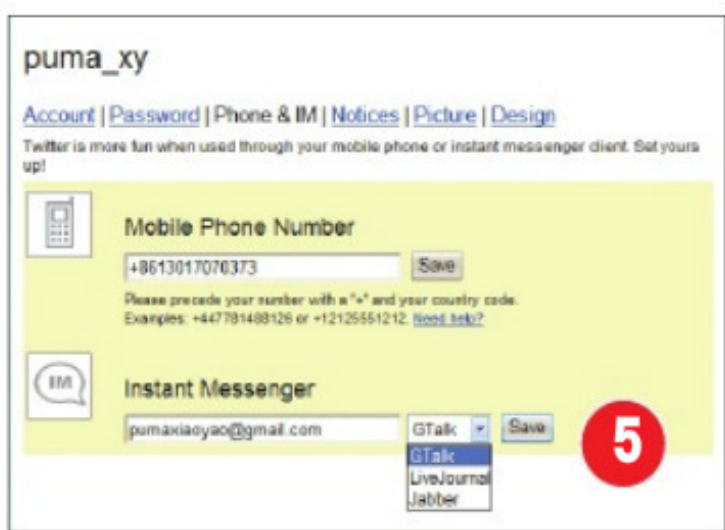 puma_xy
Account | Password | Phone & IM | Notices | Picture | Design
Twitter is more fun when used through your mobile phone or instant messenger client. Set yours
up!
Mobile Phone Number
+8613017070373 Save
Please precede your number with a "+" and your country code.
Examples: +447781488126 or +12125551212. Need help?
IM
Instant Messenger
pumaxiaoyao@gmail.com GTalk Save
GTalk
LiveJournal
Jabber
5